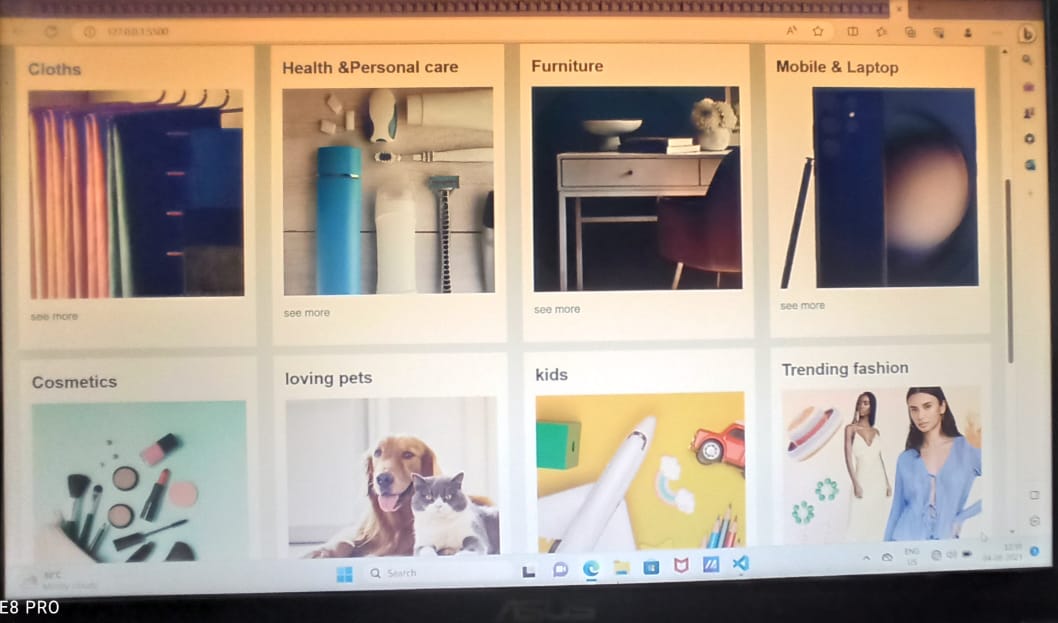 127.0.0.1:5500
Cloths
Health &Personal care
Furniture
Mobile & Laptop
see more
see more
see more
see more
Cosmetics
loving pets
kids
Trending fashion
Search
ENG
US
ASUS
E8 PRO